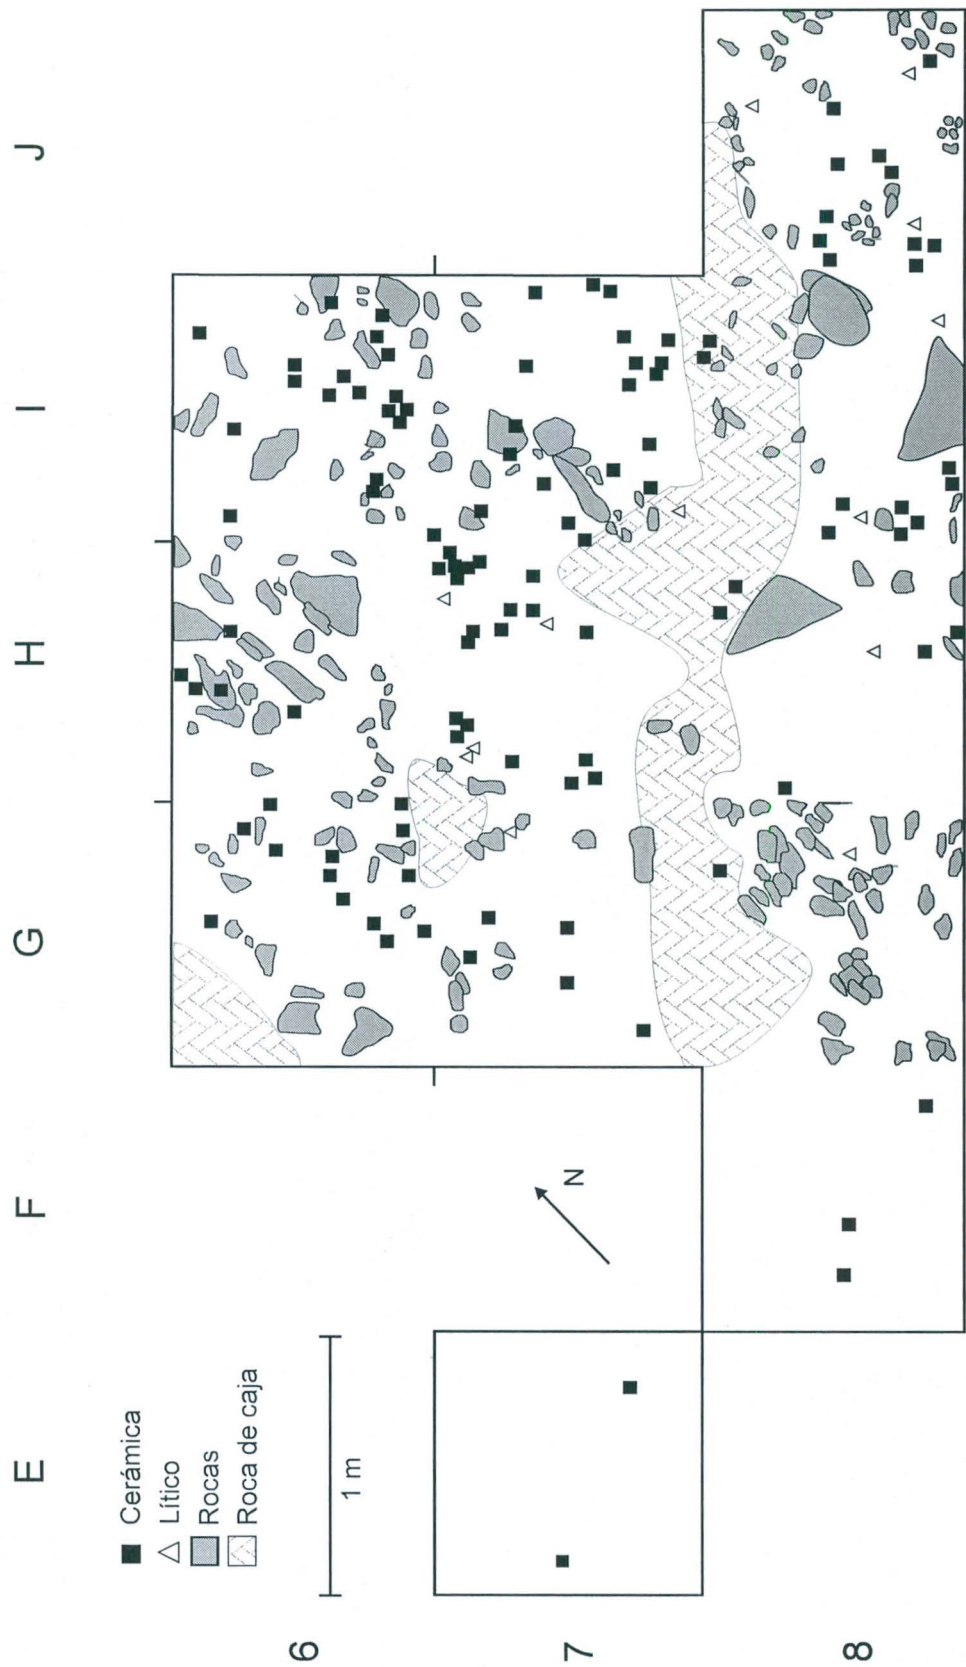 E F G H I J
6
7
8
Cerámica
Lítico
Rocas
Roca de caja
1 m
N